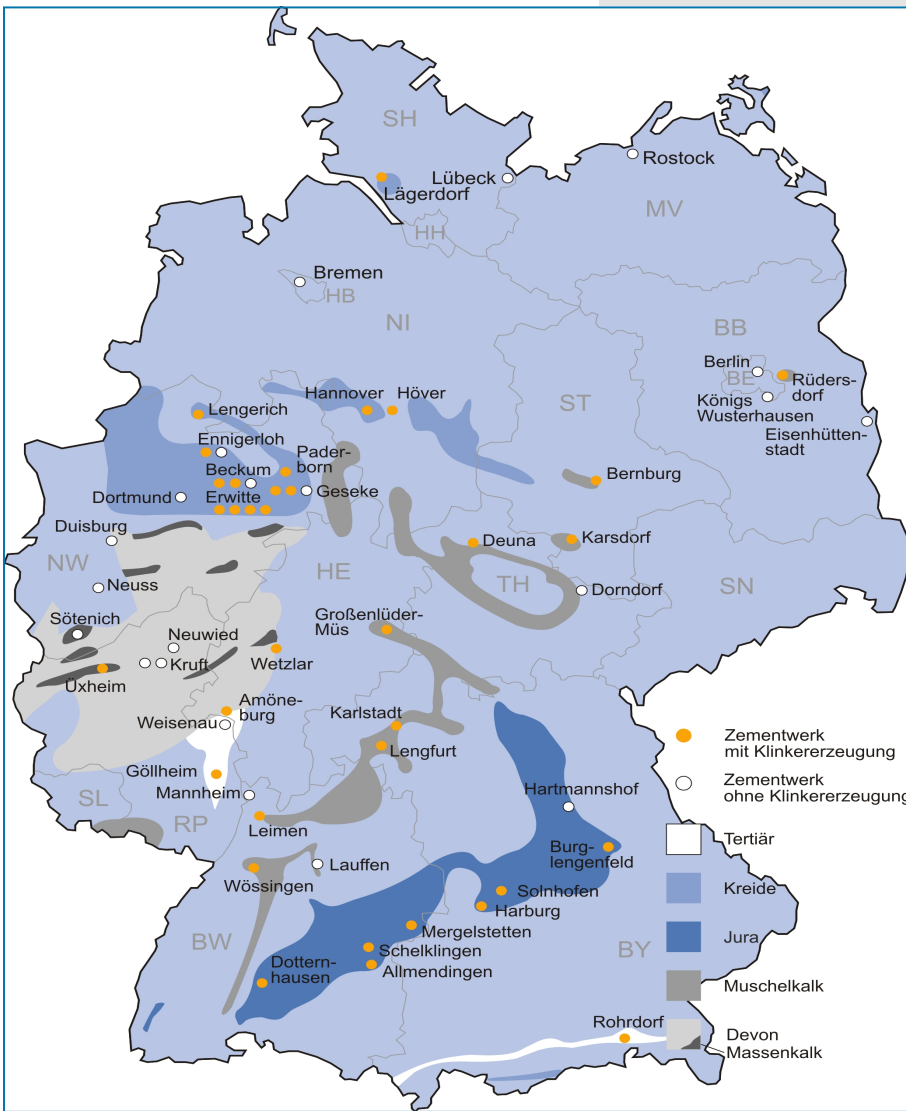 SH
Lägerdorf
Lübeck
Rostock
MV
HH
Bremen
HB
NI
BB
Berlin
BE
Rüders-
dorf
Königs
Wusterhausen
Eisenhütten-
stadt
ST
Hannover
Höver
Lengerich
Ennigerloh
Beckum
Pader-
born
Dortmund
Erwitte
Geseke
Bernburg
Duisburg
NW
Neuss
HE
Deuna
Karsdorf
TH
Dorndorf
SN
Sötenich
Neuwied
Kruft
Großenlüder-
Müs
Wetzlar
Üxheim
Amöne-
burg
Weisenau
Karlstadt
Lengfurt
Göllheim
Mannheim
SL
RP
Leimen
Hartmannshof
Burg-
lengenfeld
Lauffen
Wössingen
Solnhofen
Harburg
Mergelstetten
BW
Schelklingen
Allmendingen
Dottern-
hausen
BY
Rohrdorf
Zementwerk
mit Klinkererzeugung
Zementwerk
ohne Klinkererzeugung
Tertiär
Kreide
Jura
Muschelkalk
Devon
Massenkalk